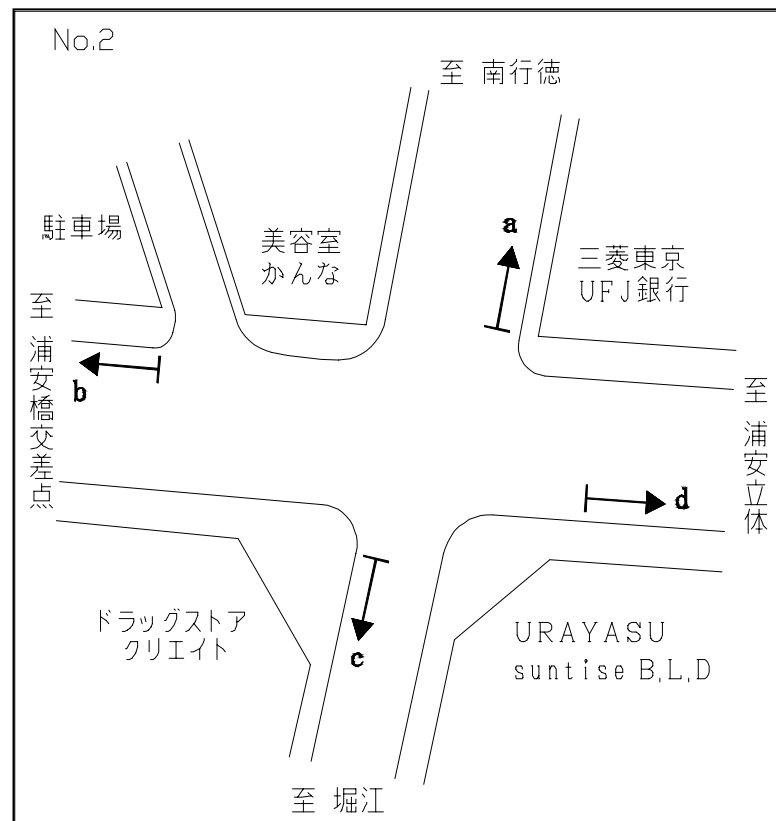 No.2
至 南行徳
a
駐車場
美容室
かんな
三菱東京
UFJ銀行
至 浦安橋交差点
b
至 浦安立体
d
c
ドラッグストア
クリエイト
URAYASU
suntise B,L,D
至 堀江